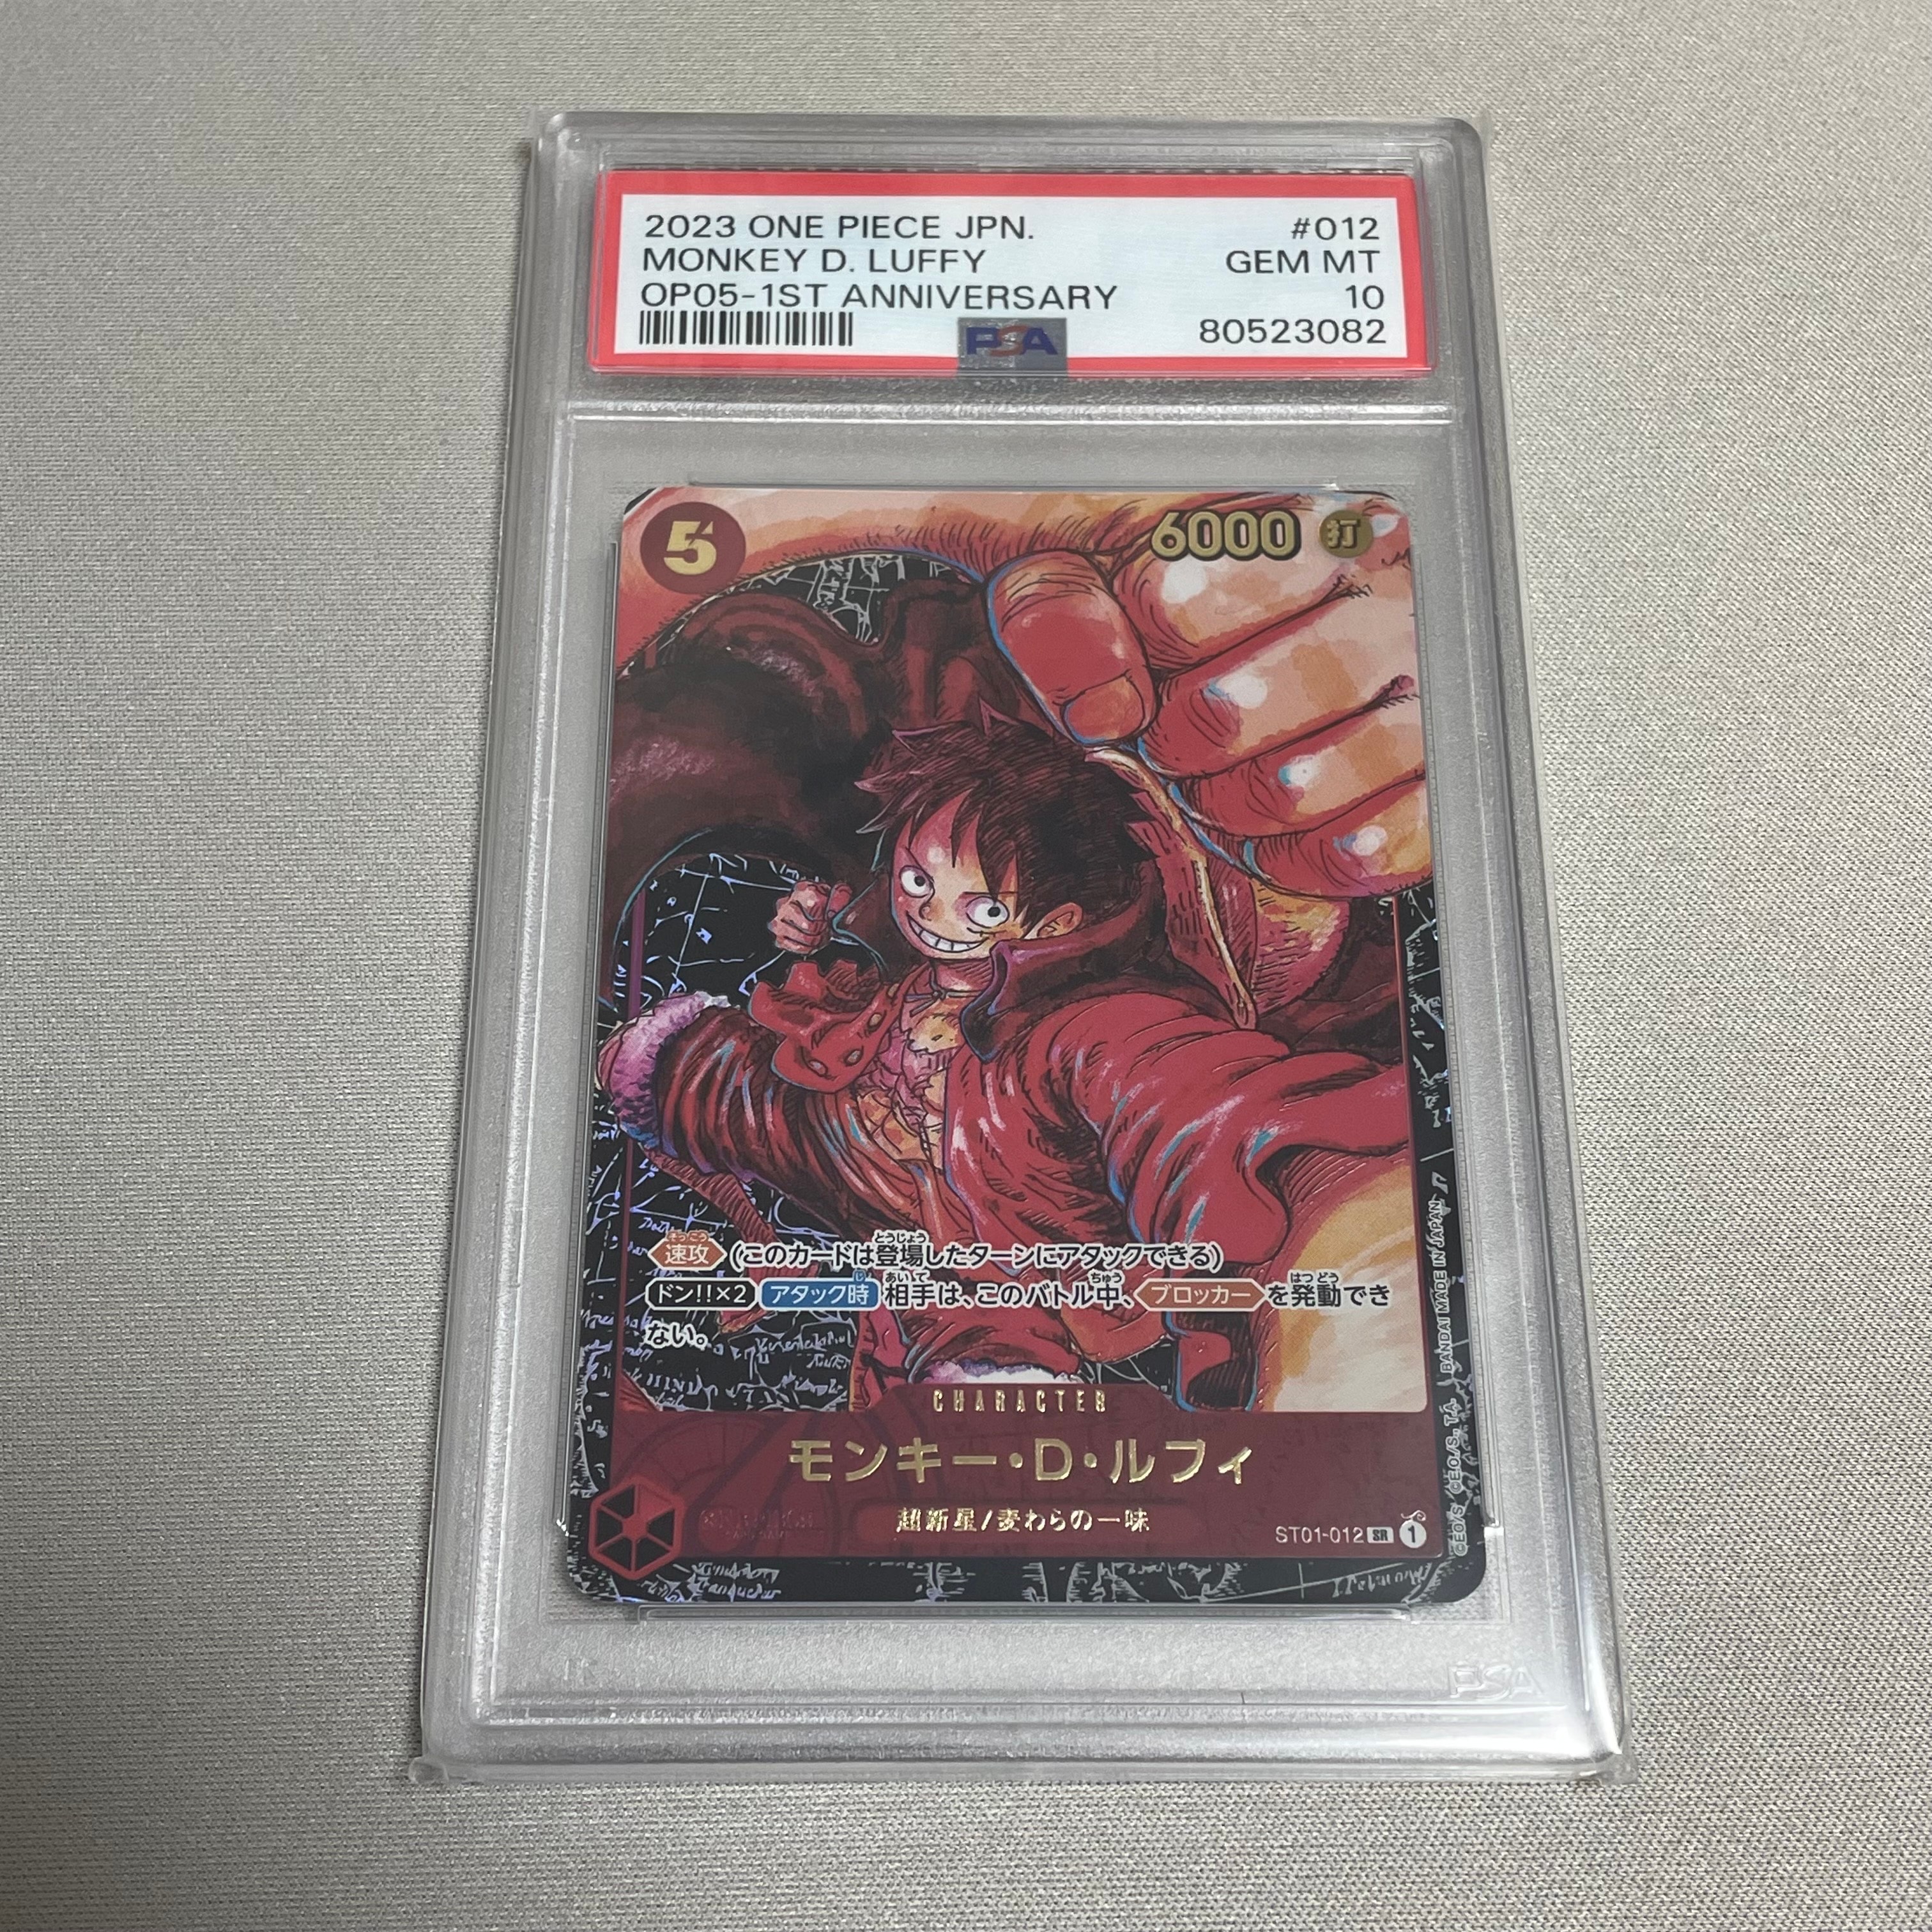 2023 ONE PIECE JPN. #012
MONKEY D. LUFFY GEM MT
OP05-1ST ANNIVERSARY 10
PSA 80523082
5 6000 打
速攻 (このカードは登場したターンにアタックできる)
ドン!!×2 アタック時 相手は、このバトル中、ブロッカー を発動でき
ない。
CHARACTER
モンキー・D・ルフィ
超新星/麦わらの一味
ST01-012 SR 1
BANDAI MADE IN JAPAN
PSA